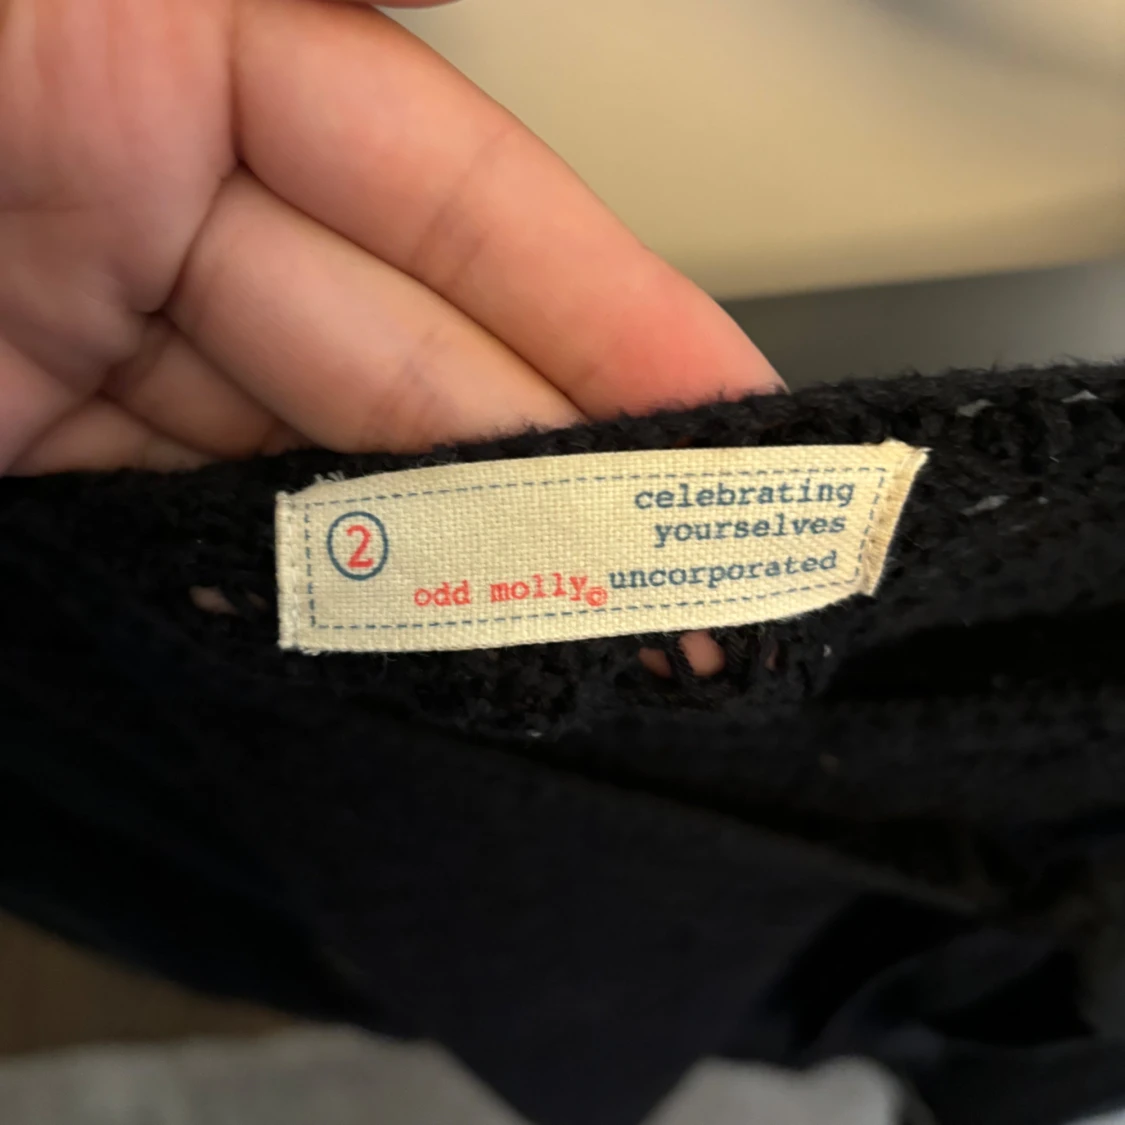 celebrating
yourselves
2
odd molly© uncorporated